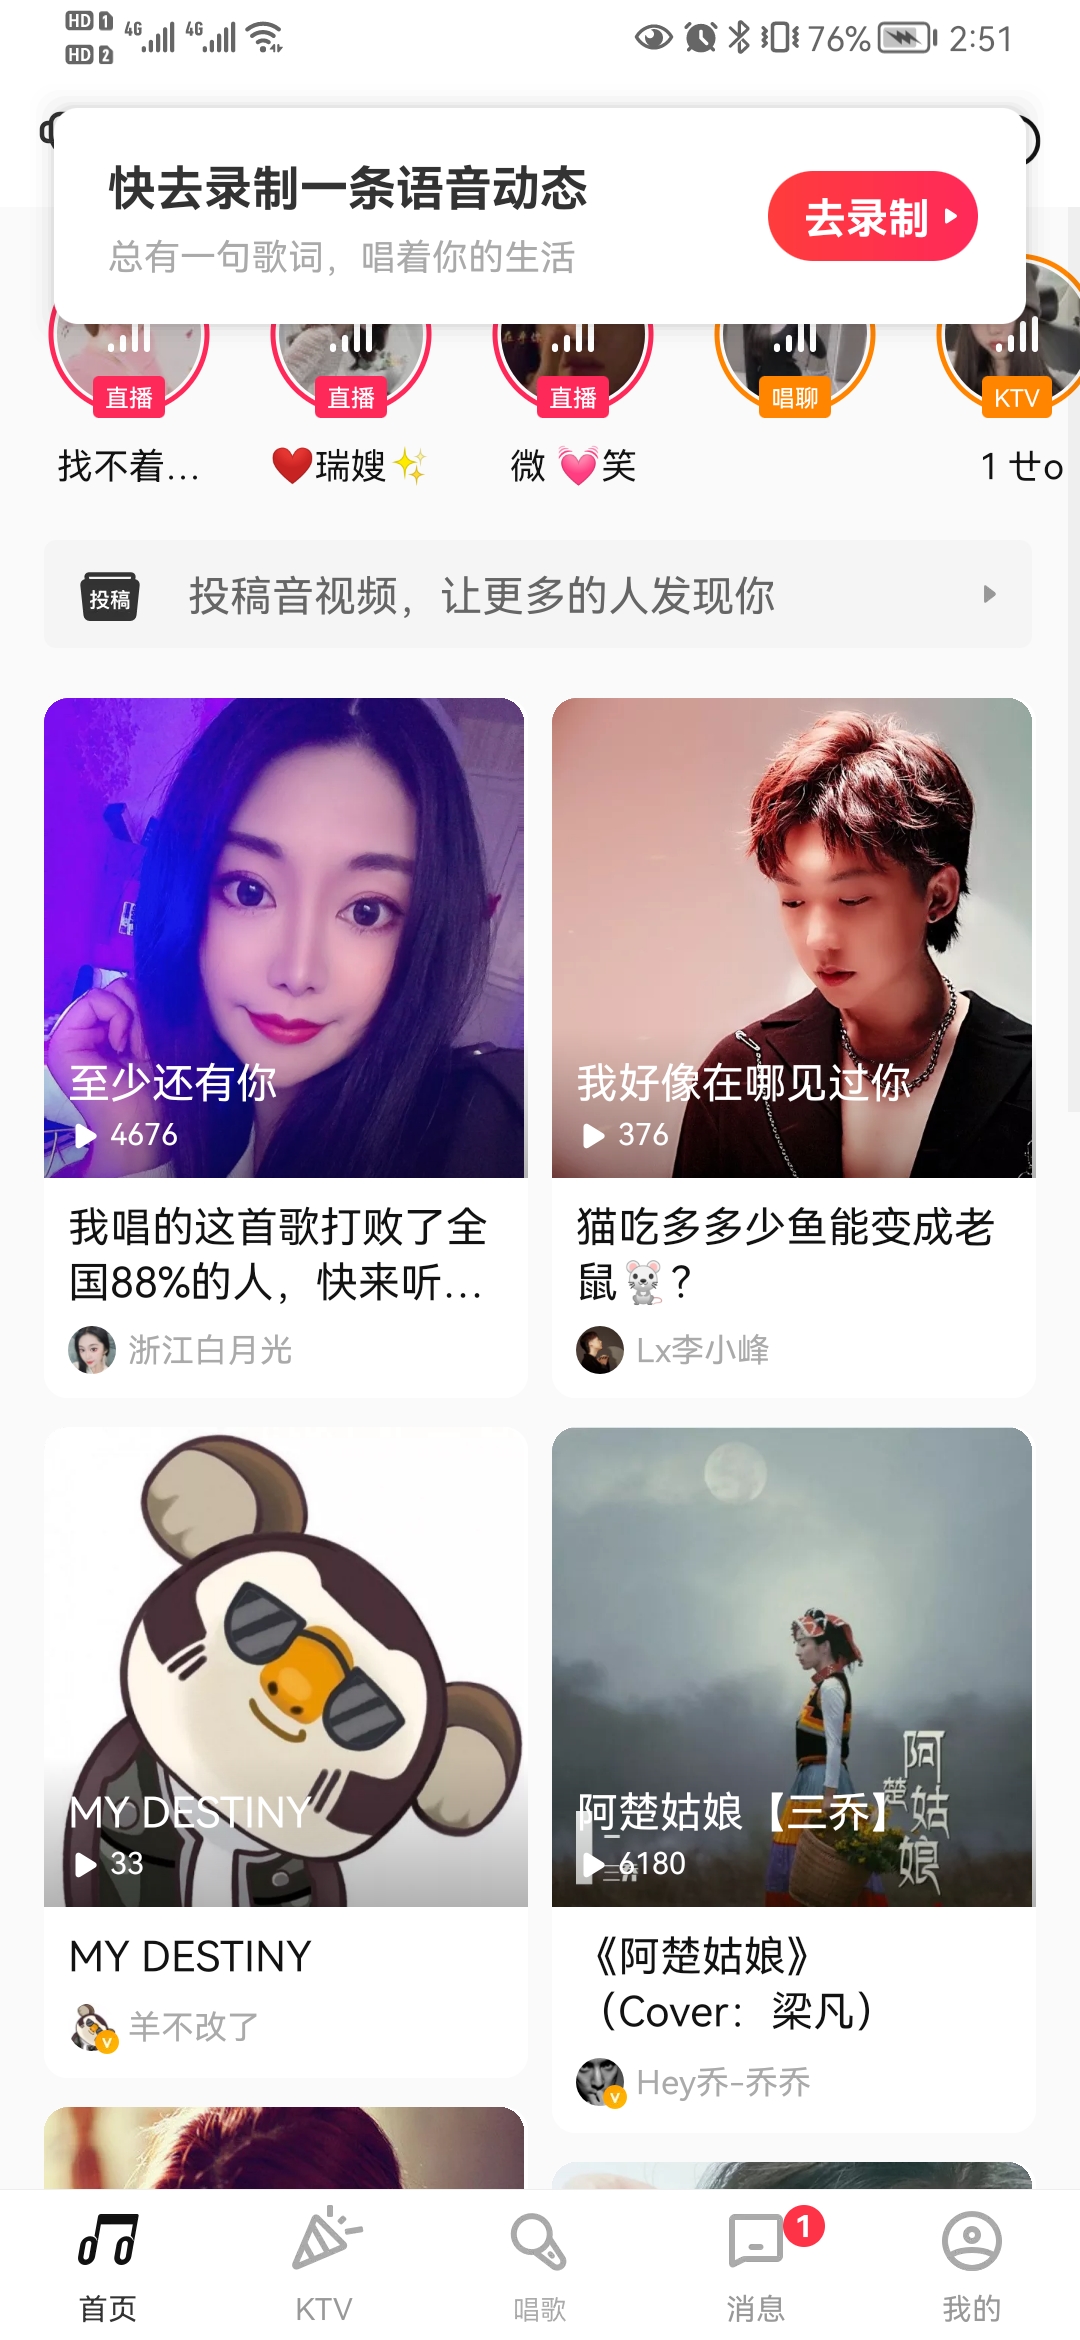 HD 1 4G 4G
HD 2
76% 2:51
快去录制一条语音动态
总有一句歌词，唱着你的生活
去录制
直播
直播
直播
唱聊
KTV
找不着...
❤️瑞嫂✨
微 💓笑
1 せo
投稿
投稿音视频，让更多的人发现你
至少还有你
4676
我唱的这首歌打败了全
国88%的人，快来听...
浙江白月光
我好像在哪见过你
376
猫吃多多少鱼能变成老
鼠🐁？
Lx李小峰
MY DESTINY
33
MY DESTINY
羊不改了
阿楚姑娘
阿楚姑娘【三乔】
6180
《阿楚姑娘》
（Cover：梁凡）
Hey乔-乔乔
首页
KTV
唱歌
消息
1
我的